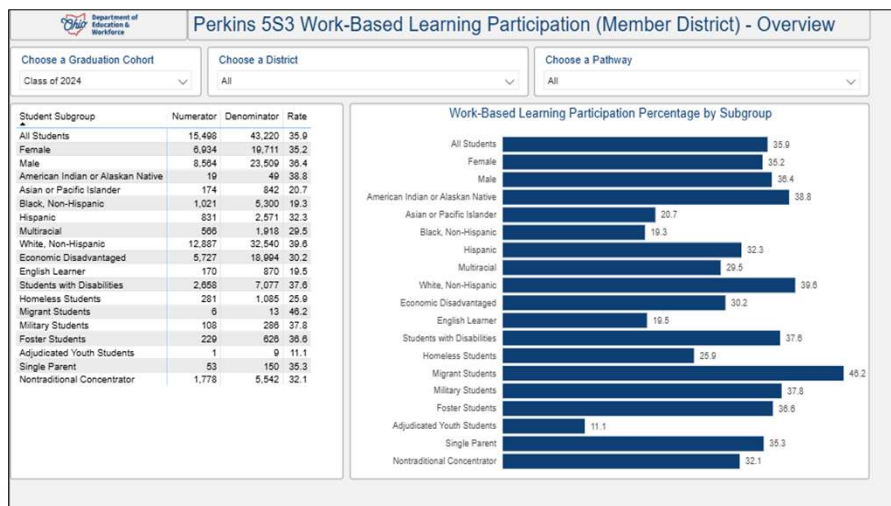 Ohio Department of Education & Workforce
Perkins 5S3 Work-Based Learning Participation (Member District) - Overview
Choose a Graduation Cohort
Class of 2024
Choose a District
All
Choose a Pathway
All
Student Subgroup Numerator Denominator Rate
All Students 15,498 43,220 35.9
Female 6,934 19,711 35.2
Male 8,564 23,509 36.4
American Indian or Alaskan Native 19 49 38.8
Asian or Pacific Islander 174 842 20.7
Black, Non-Hispanic 1,021 5,300 19.3
Hispanic 831 2,571 32.3
Multiracial 566 1,918 29.5
White, Non-Hispanic 12,887 32,540 39.6
Economic Disadvantaged 5,727 18,994 30.2
English Learner 170 870 19.5
Students with Disabilities 2,658 7,077 37.6
Homeless Students 281 1,085 25.9
Migrant Students 6 13 46.2
Military Students 108 286 37.8
Foster Students 229 626 36.6
Adjudicated Youth Students 1 9 11.1
Single Parent 53 150 35.3
Nontraditional Concentrator 1,778 5,542 32.1
Work-Based Learning Participation Percentage by Subgroup
All Students 35.9
Female 35.2
Male 36.4
American Indian or Alaskan Native 38.8
Asian or Pacific Islander 20.7
Black, Non-Hispanic 19.3
Hispanic 32.3
Multiracial 29.5
White, Non-Hispanic 39.6
Economic Disadvantaged 30.2
English Learner 19.5
Students with Disabilities 37.6
Homeless Students 25.9
Migrant Students 46.2
Military Students 37.8
Foster Students 36.6
Adjudicated Youth Students 11.1
Single Parent 35.3
Nontraditional Concentrator 32.1